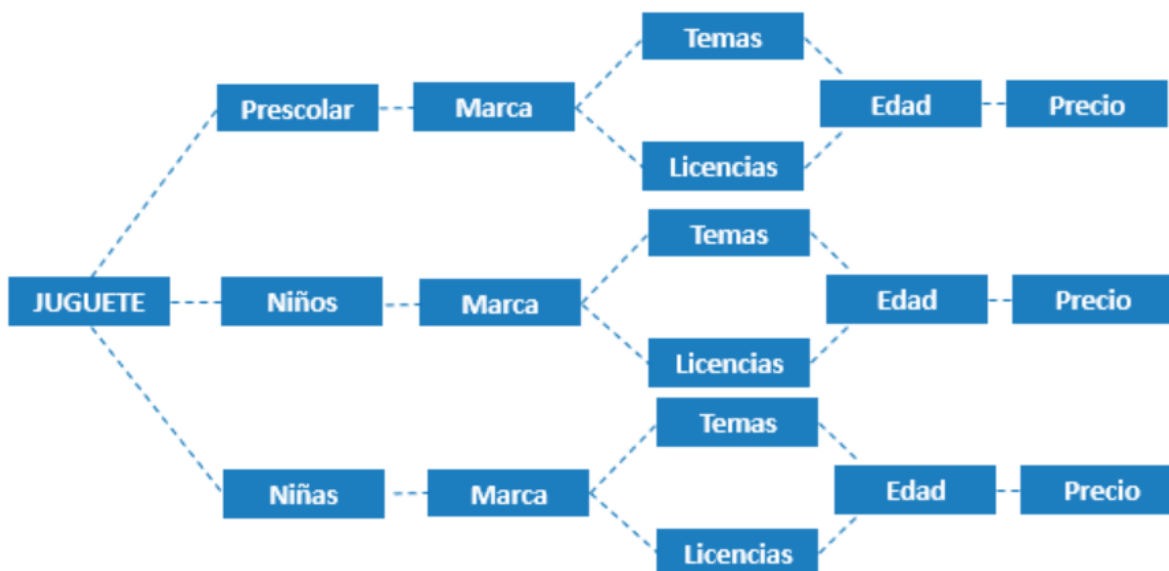 Temas
Prescolar
Marca
Edad
Precio
Licencias
Temas
JUGUETE
Niños
Marca
Edad
Precio
Licencias
Temas
Niñas
Marca
Edad
Precio
Licencias